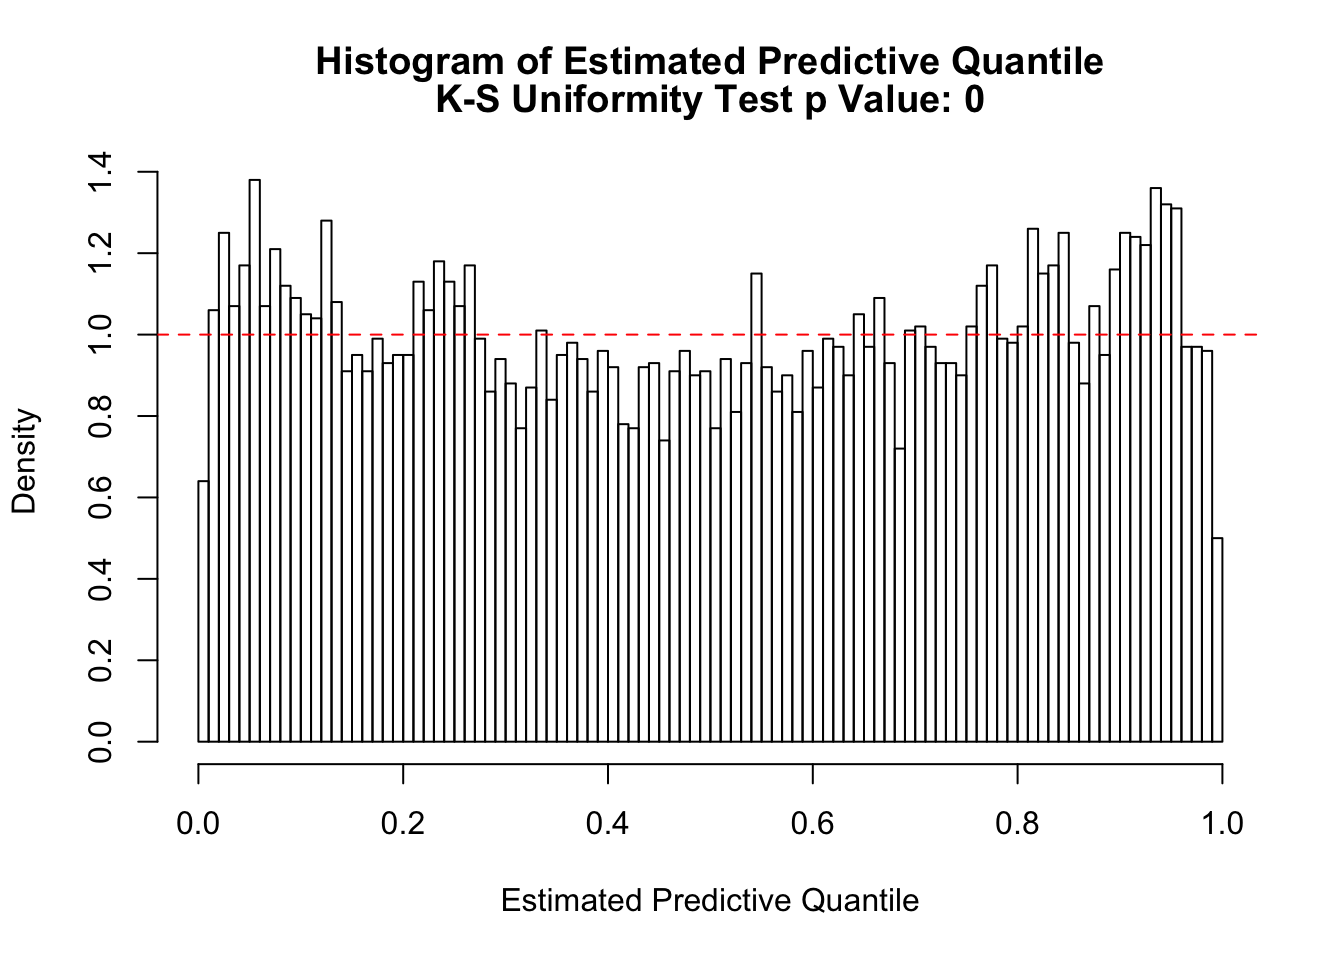 Histogram of Estimated Predictive Quantile
K-S Uniformity Test p Value: 0
Density
1.4
1.2
1.0
0.8
0.6
0.4
0.2
0.0
0.0 0.2 0.4 0.6 0.8 1.0
Estimated Predictive Quantile